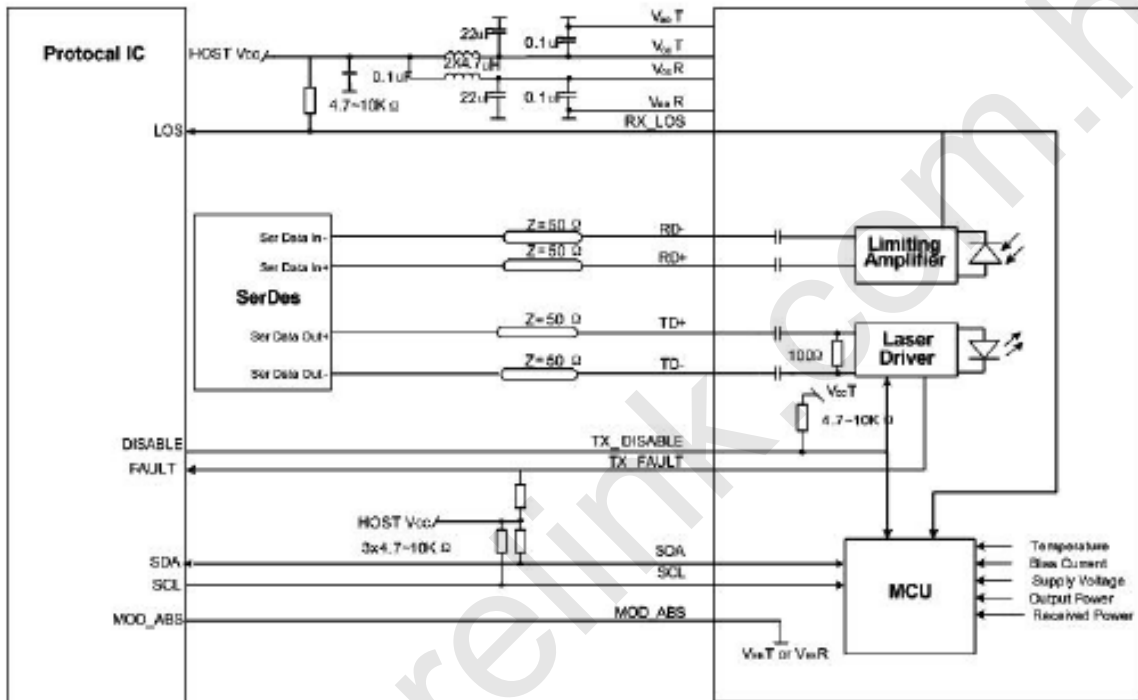 Protocal IC
HOST Vcc
22uF
0.1uF
VeeT
VccT
2X4.7uH
0.1uF
VccR
4.7~10K Ω
22uF
0.1uF
VeeR
LOS
RX_LOS
Ser Data In-
Z=50 Ω
RD-
Limiting
Amplifier
Ser Data In+
Z=50 Ω
RD+
SerDes
Ser Data Out+
Z=50 Ω
TD+
Laser
Driver
100Ω
Ser Data Out-
Z=50 Ω
TD-
VccT
4.7~10K Ω
DISABLE
TX_DISABLE
FAULT
TX_FAULT
HOST Vcc
3x4.7~10K Ω
SDA
SDA
SCL
SCL
MCU
Temperature
Bias Current
Supply Voltage
Output Power
Received Power
MOD_ABS
MOD_ABS
VeeT or VeeR
relink.com.h